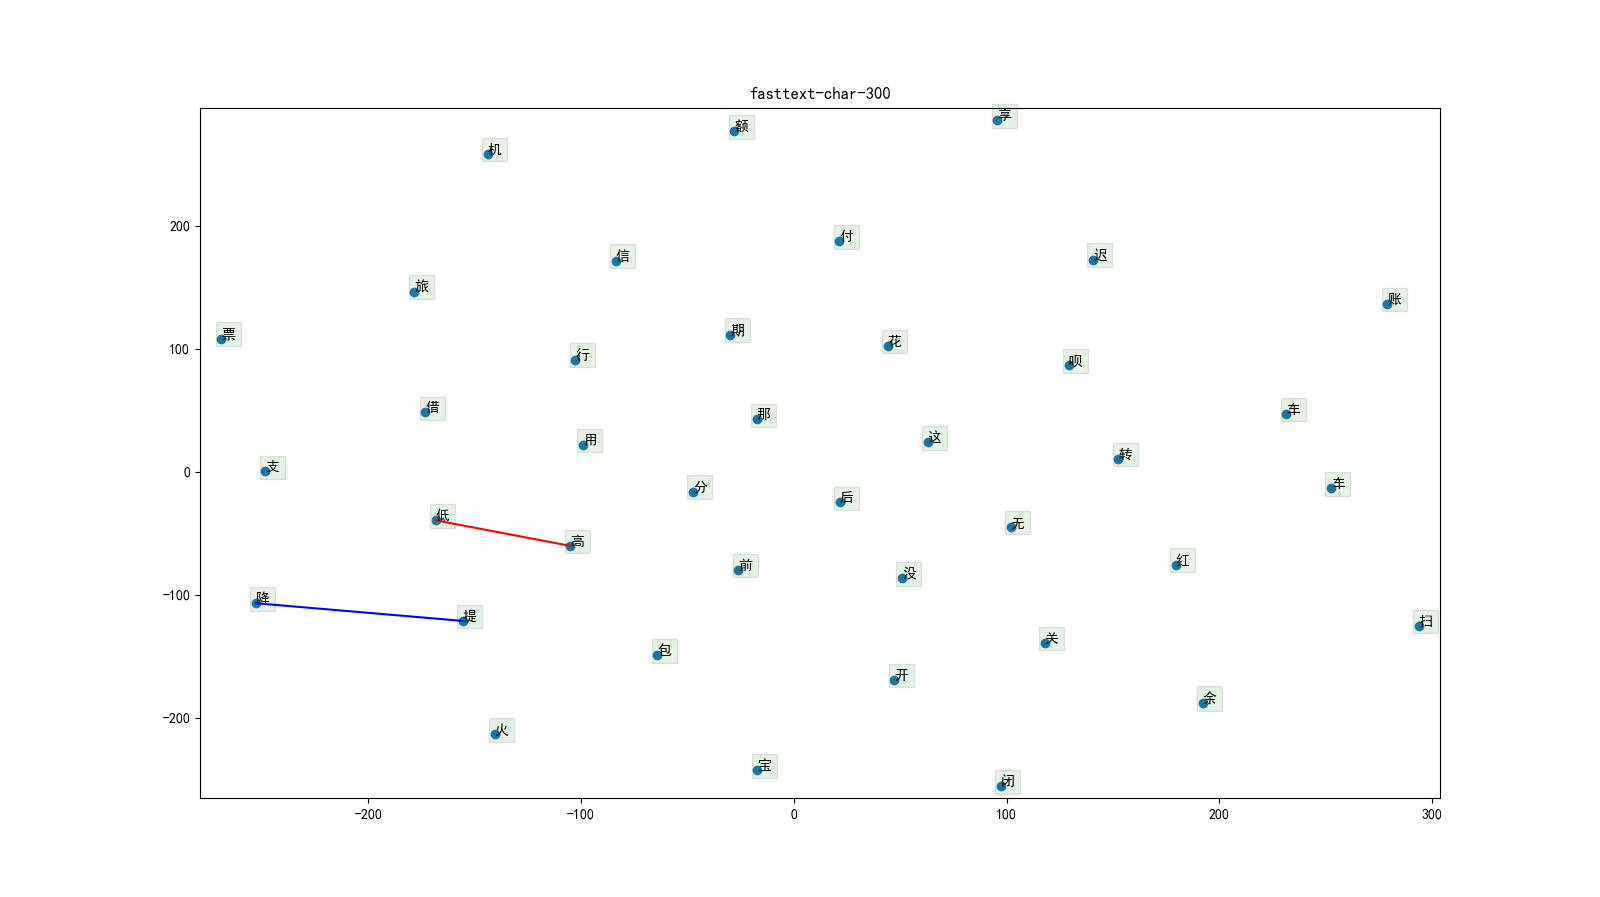 fasttext-char-300
享
额
机
付
信
迟
旅
账
期
票
花
行
呗
借
车
那
这
用
转
支
车
分
后
低
无
高
红
前
没
降
提
扫
关
包
开
余
火
宝
闭
200
100
0
−100
−200
−200
−100
0
100
200
300